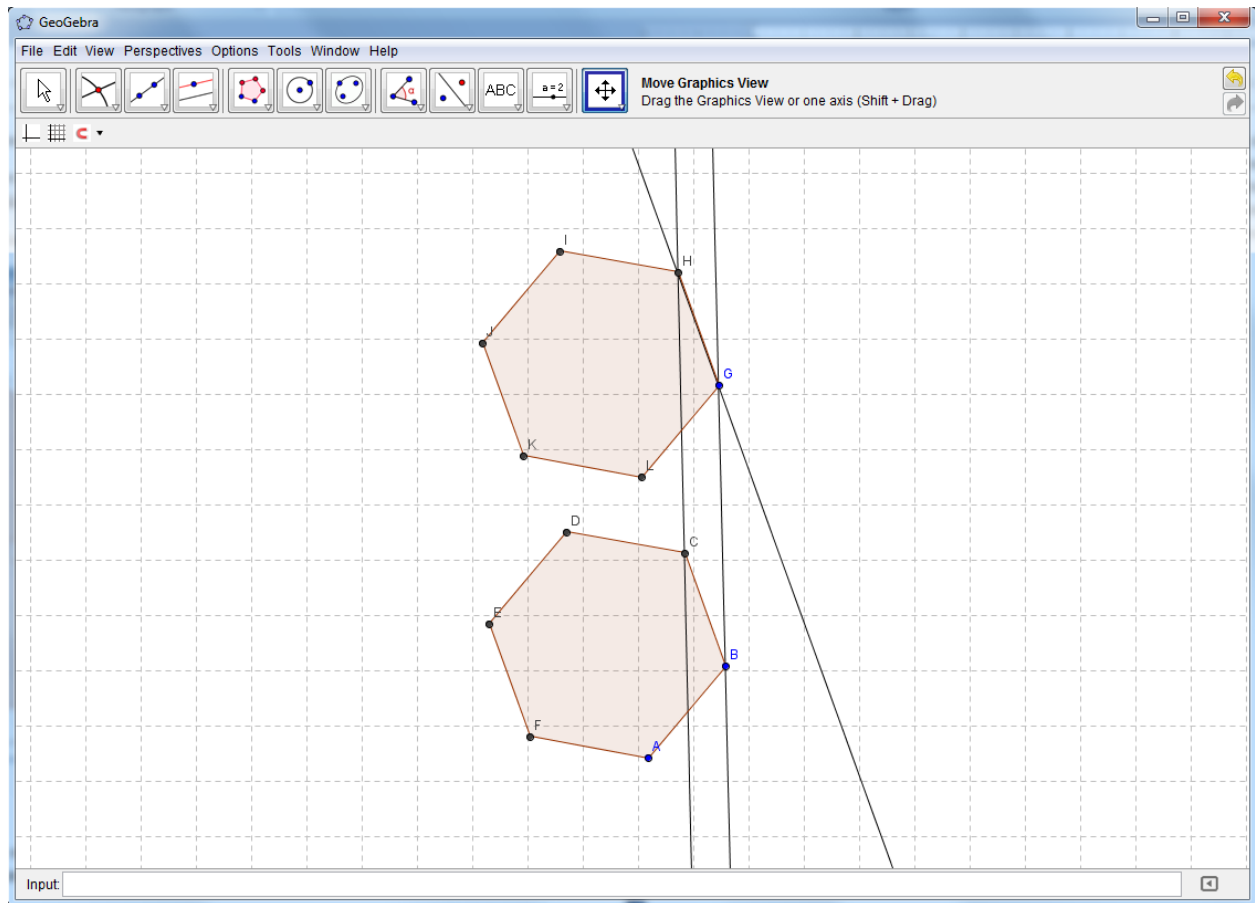 GeoGebra
File Edit View Perspectives Options Tools Window Help
ABC
a = 2
α
Move Graphics View
Drag the Graphics View or one axis (Shift + Drag)
I
H
J
G
K
L
D
C
E
B
F
A
Input: